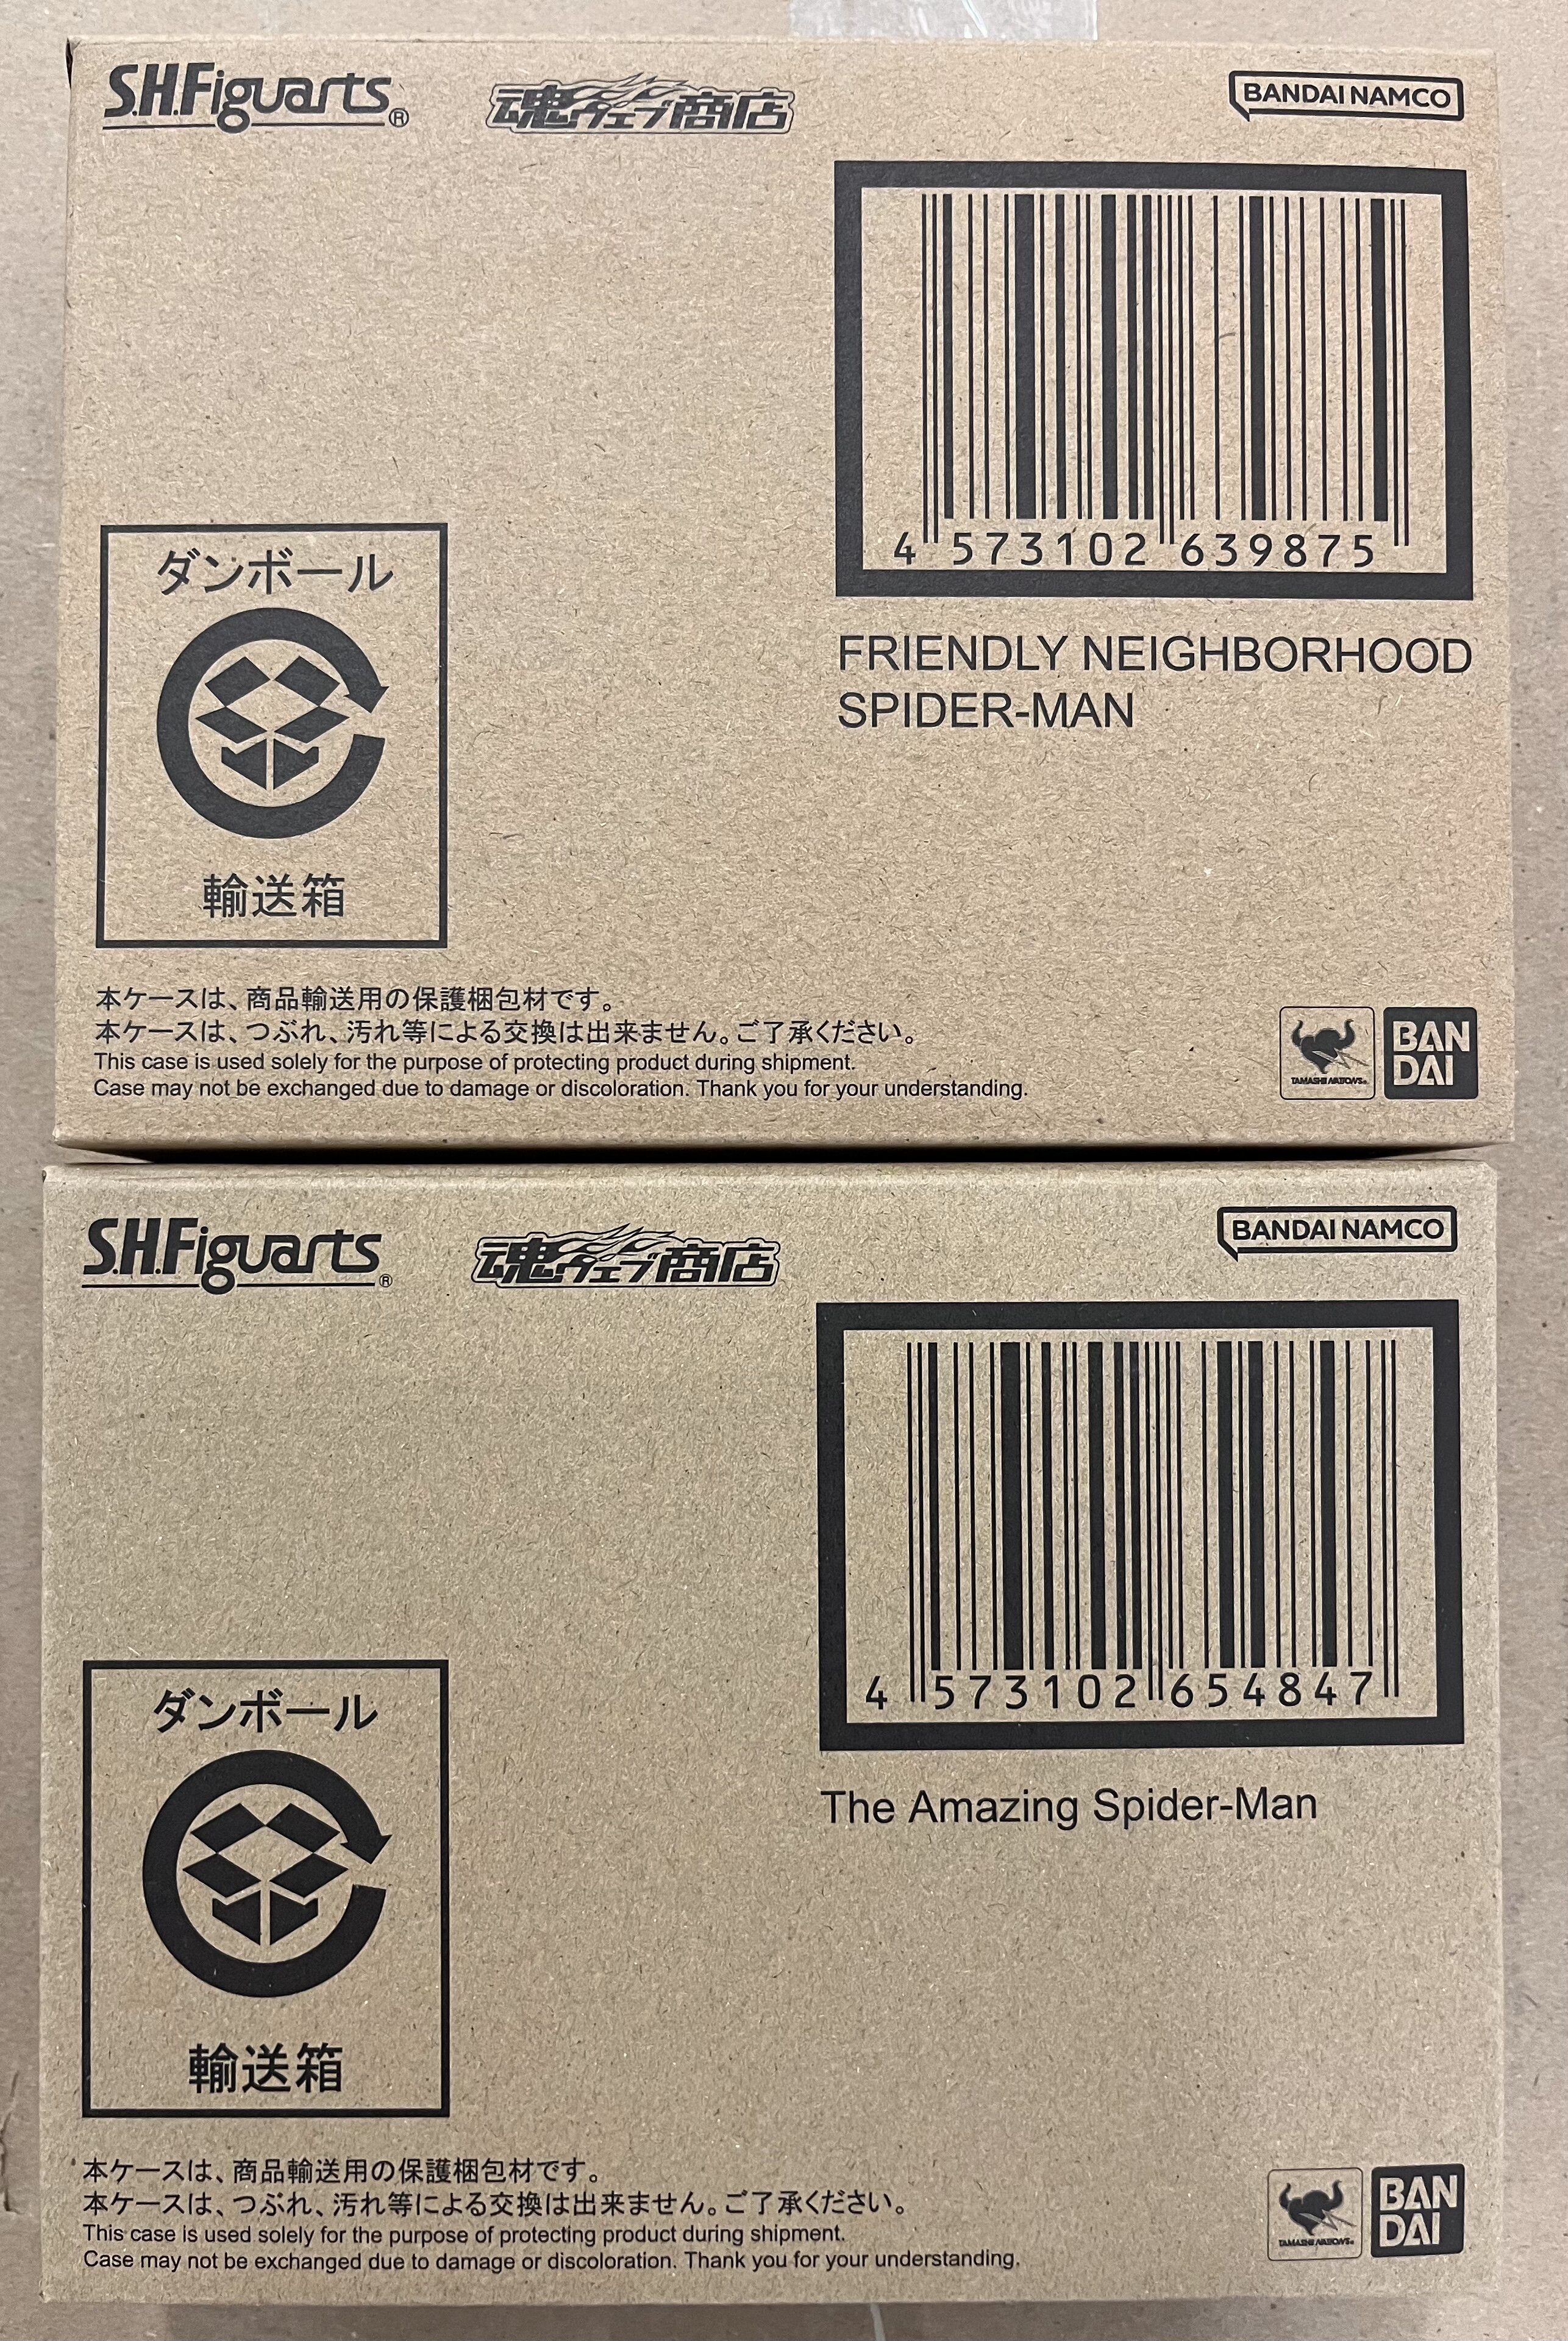 S.H.Figuarts®
魂ウェブ商店
BANDAI NAMCO
4 573102 639875
FRIENDLY NEIGHBORHOOD
SPIDER-MAN
ダンボール
輸送箱
本ケースは、商品輸送用の保護梱包材です。
本ケースは、つぶれ、汚れ等による交換は出来ません。ご了承ください。
This case is used solely for the purpose of protecting product during shipment.
Case may not be exchanged due to damage or discoloration. Thank you for your understanding.
TAMASHII NATIONS®
BAN
DAI
S.H.Figuarts®
魂ウェブ商店
BANDAI NAMCO
4 573102 654847
The Amazing Spider-Man
ダンボール
輸送箱
本ケースは、商品輸送用の保護梱包材です。
本ケースは、つぶれ、汚れ等による交換は出来ません。ご了承ください。
This case is used solely for the purpose of protecting product during shipment.
Case may not be exchanged due to damage or discoloration. Thank you for your understanding.
TAMASHII NATIONS®
BAN
DAI